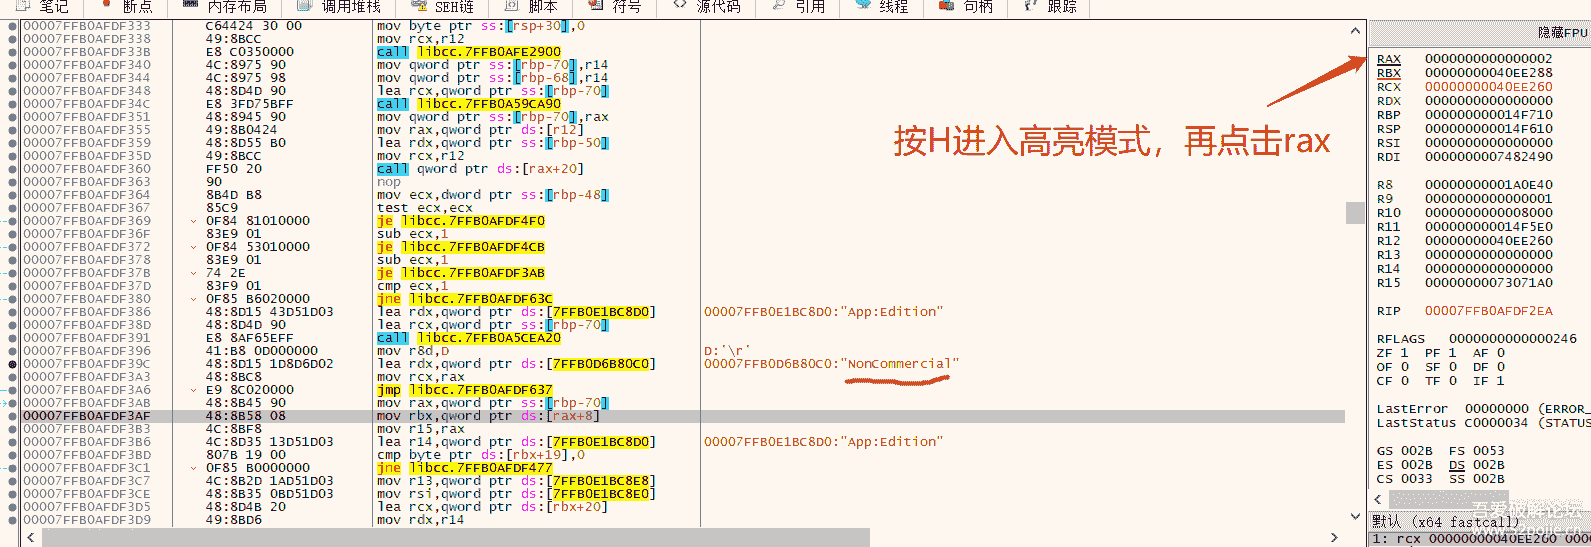 笔记 断点 内存布局 调用堆栈 SEH链 脚本 符号 源代码 引用 线程 句柄 跟踪
00007FFB0AFDF333 C64424 30 00 mov byte ptr ss:[rsp+30],0
00007FFB0AFDF338 49:8BCC mov rcx,r12
00007FFB0AFDF33B E8 C0350000 call libcc.7FFB0AFE2900
00007FFB0AFDF340 4C:8975 90 mov qword ptr ss:[rbp-70],r14
00007FFB0AFDF344 4C:8975 98 mov qword ptr ss:[rbp-68],r14
00007FFB0AFDF348 48:8D4D 90 lea rcx,qword ptr ss:[rbp-70]
00007FFB0AFDF34C E8 3FD75BFF call libcc.7FFB0A59CA90
00007FFB0AFDF351 48:8945 90 mov qword ptr ss:[rbp-70],rax
00007FFB0AFDF355 49:8B0424 mov rax,qword ptr ds:[r12]
00007FFB0AFDF359 48:8D55 B0 lea rdx,qword ptr ss:[rbp-50]
00007FFB0AFDF35D 49:8BCC mov rcx,r12
00007FFB0AFDF360 FF50 20 call qword ptr ds:[rax+20]
00007FFB0AFDF363 90 nop
00007FFB0AFDF364 8B4D B8 mov ecx,dword ptr ss:[rbp-48]
00007FFB0AFDF367 85C9 test ecx,ecx
00007FFB0AFDF369 0F84 81010000 je libcc.7FFB0AFDF4F0
00007FFB0AFDF36F 83E9 01 sub ecx,1
00007FFB0AFDF372 0F84 53010000 je libcc.7FFB0AFDF4CB
00007FFB0AFDF378 83E9 01 sub ecx,1
00007FFB0AFDF37B 74 2E je libcc.7FFB0AFDF3AB
00007FFB0AFDF37D 83F9 01 cmp ecx,1
00007FFB0AFDF380 0F85 B6020000 jne libcc.7FFB0AFDF63C
00007FFB0AFDF386 48:8D15 43D51D03 lea rdx,qword ptr ds:[7FFB0E1BC8D0] 00007FFB0E1BC8D0:"App:Edition"
00007FFB0AFDF38D 48:8D4D 90 lea rcx,qword ptr ss:[rbp-70]
00007FFB0AFDF391 E8 8AF65EFF call libcc.7FFB0A5CEA20
00007FFB0AFDF396 41:B8 0D000000 mov r8d,D D:'\r'
00007FFB0AFDF39C 48:8D15 1D8D6D02 lea rdx,qword ptr ds:[7FFB0D6B80C0] 00007FFB0D6B80C0:"NonCommercial"
00007FFB0AFDF3A3 48:8BC8 mov rcx,rax
00007FFB0AFDF3A6 E9 8C020000 jmp libcc.7FFB0AFDF637
00007FFB0AFDF3AB 48:8B45 90 mov rax,qword ptr ss:[rbp-70]
00007FFB0AFDF3AF 48:8B58 08 mov rbx,qword ptr ds:[rax+8]
00007FFB0AFDF3B3 4C:8BF8 mov r15,rax
00007FFB0AFDF3B6 4C:8D35 13D51D03 lea r14,qword ptr ds:[7FFB0E1BC8D0] 00007FFB0E1BC8D0:"App:Edition"
00007FFB0AFDF3BD 807B 19 00 cmp byte ptr ds:[rbx+19],0
00007FFB0AFDF3C1 0F85 B0000000 jne libcc.7FFB0AFDF477
00007FFB0AFDF3C7 4C:8B2D 1AD51D03 mov r13,qword ptr ds:[7FFB0E1BC8E8]
00007FFB0AFDF3CE 48:8B35 0BD51D03 mov rsi,qword ptr ds:[7FFB0E1BC8E0]
00007FFB0AFDF3D5 48:8D4B 20 lea rcx,qword ptr ds:[rbx+20]
00007FFB0AFDF3D9 49:8BD6 mov rdx,r14
按H进入高亮模式，再点击rax
隐藏FPU
RAX 0000000000000002
RBX 00000000040EE288
RCX 00000000040EE260
RDX 0000000000000000
RBP 000000000014F710
RSP 000000000014F610
RSI 0000000000000000
RDI 0000000007482490
R8 00000000001A0E40
R9 0000000000000001
R10 0000000000008000
R11 000000000014F5E0
R12 00000000040EE260
R13 0000000000000000
R14 0000000000000000
R15 00000000073071A0
RIP 00007FFB0AFDF2EA
RFLAGS 0000000000000246
ZF 1 PF 1 AF 0
OF 0 SF 0 DF 0
CF 0 TF 0 IF 1
LastError 00000000 (ERROR_
LastStatus C0000034 (STATUS
GS 002B FS 0053
ES 002B DS 002B
CS 0033 SS 002B
默认 (x64 fastcall)
1: rcx 00000000040EE260 000
吾爱破解论坛
www.52pojie.cn